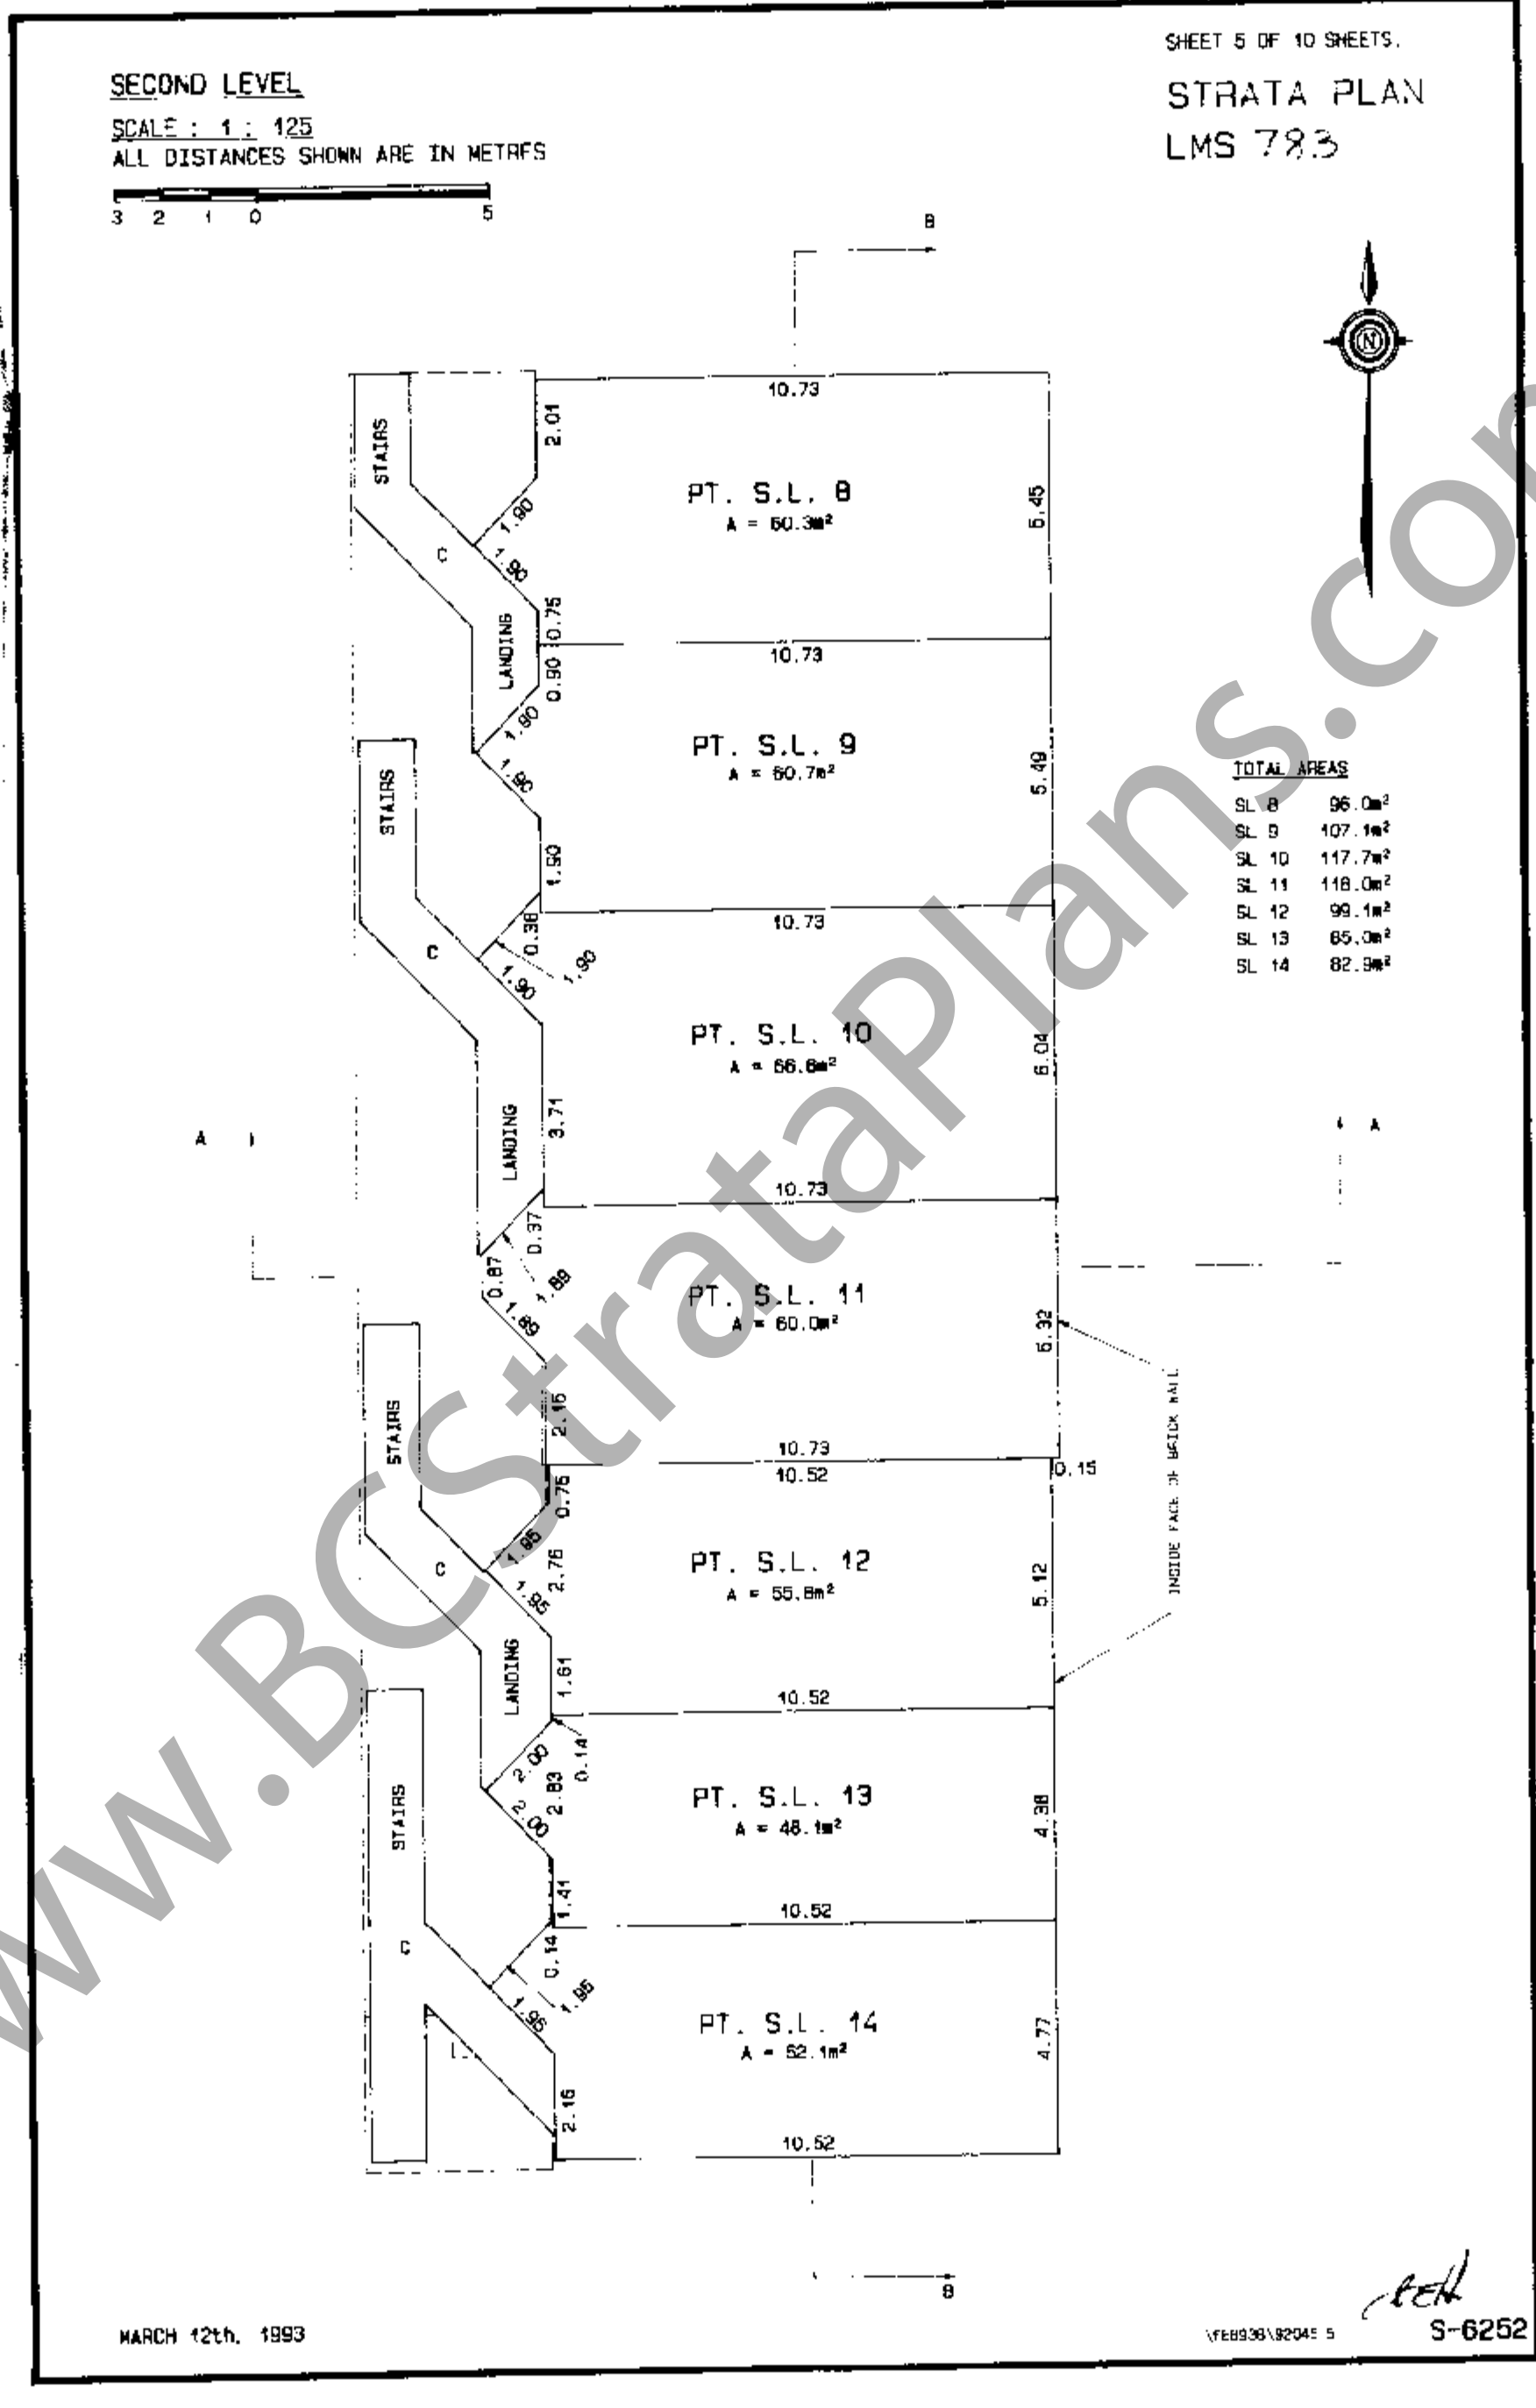 SHEET 5 OF 10 SHEETS.
STRATA PLAN
LMS 783
SECOND LEVEL
SCALE : 1 : 125
ALL DISTANCES SHOWN ARE IN METRES
3 2 1 0 5
B
10.73
STAIRS
2.01
PT. S.L. 8
A = 60.3m²
5.45
1.90
C
1.90
0.75
LANDING
10.73
0.90
1.90
PT. S.L. 9
A = 60.7m²
5.49
1.90
STAIRS
1.90
10.73
0.38
C
1.90
1.90
PT. S.L. 10
A = 66.6m²
6.04
TOTAL AREAS
SL 8 96.0m²
SL 9 107.1m²
SL 10 117.7m²
SL 11 118.0m²
SL 12 99.1m²
SL 13 85.0m²
SL 14 82.9m²
3.71
LANDING
A
A
10.73
0.37
0.87
1.89
1.89
PT. S.L. 11
A = 60.0m²
5.32
INSIDE FACE OF BRICK WALL
STAIRS
2.15
10.73
10.52
0.15
0.75
1.95
C
2.76
1.95
PT. S.L. 12
A = 55.8m²
5.12
LANDING
1.61
10.52
0.14
2.00
2.83
2.00
PT. S.L. 13
A = 48.1m²
4.38
STAIRS
1.41
10.52
C
0.14
1.95
1.95
PT. S.L. 14
A = 52.1m²
4.77
2.16
10.52
B
MARCH 12th, 1993
S-6252
www.BCStrataPlans.com